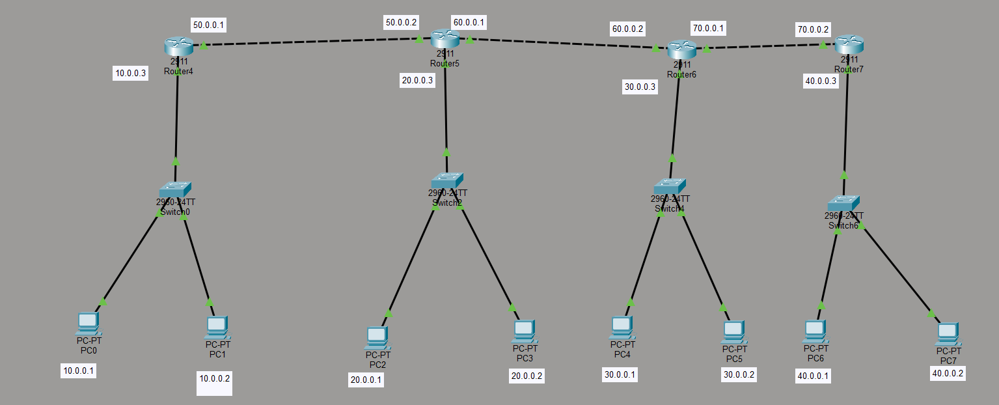 50.0.0.1
50.0.0.2
60.0.0.1
60.0.0.2
70.0.0.1
70.0.0.2
2911
Router4
2911
Router5
2911
Router6
2911
Router7
10.0.0.3
20.0.0.3
30.0.0.3
40.0.0.3
2960-24TT
Switch0
2960-24TT
Switch2
2960-24TT
Switch4
2960-24TT
Switch6
PC-PT
PC0
PC-PT
PC1
PC-PT
PC2
PC-PT
PC3
PC-PT
PC4
PC-PT
PC5
PC-PT
PC6
PC-PT
PC7
10.0.0.1
10.0.0.2
20.0.0.1
20.0.0.2
30.0.0.1
30.0.0.2
40.0.0.1
40.0.0.2